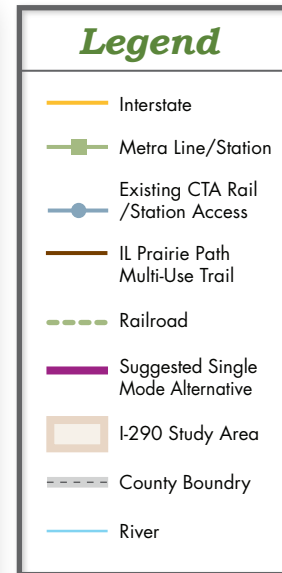 Legend
Interstate
Metra Line/Station
Existing CTA Rail
/Station Access
IL Prairie Path
Multi-Use Trail
Railroad
Suggested Single
Mode Alternative
I-290 Study Area
County Boundry
River